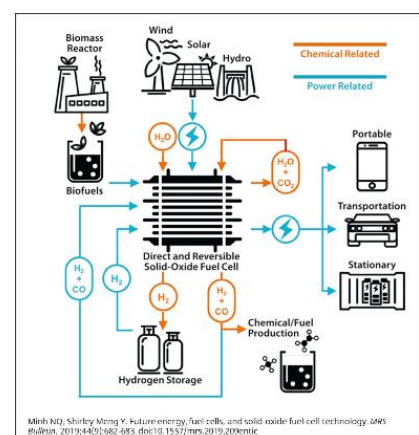 Biomass
Reactor
Wind
Solar
Hydro
Chemical Related
Power Related
H₂O
H₂O
+
CO₂
Portable
Biofuels
Transportation
Direct and Reversible
Solid-Oxide Fuel Cell
H₂
+
CO
H₂
H₂
H₂
+
CO
Stationary
Chemical/Fuel
Production
Hydrogen Storage
Minh NQ, Shirley Meng Y. Future energy, fuel cells, and solid-oxide fuel-cell technology. MRS
Bulletin. 2019;44(9):682-683. doi:10.1557/mrs.2019.209entic